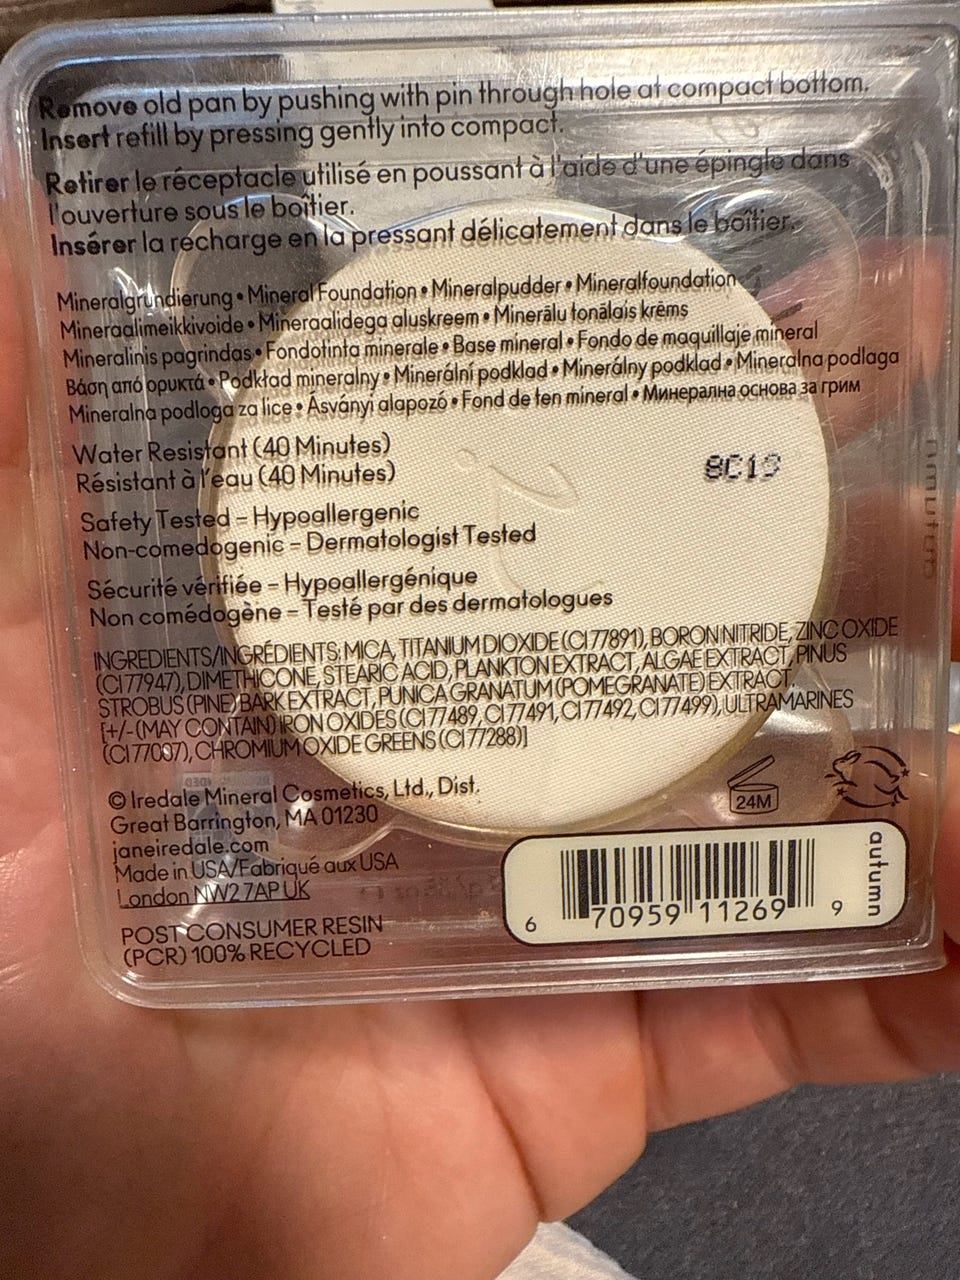 Remove old pan by pushing with pin through hole at compact bottom.
Insert refill by pressing gently into compact.
Retirer le réceptacle utilisé en poussant à l'aide d'une épingle dans
l'ouverture sous le boîtier.
Insérer la recharge en la pressant délicatement dans le boîtier.
Mineralgrundierung • Mineral Foundation • Mineralpudder • Mineralfoundation
Mineraalimeikkivoide • Mineraalidega aluskreem • Minerālu tonālais krēms
Mineralinis pagrindas • Fondotinta minerale • Base mineral • Fondo de maquillaje mineral
Βάση από ορυκτά • Podkład mineralny • Minerální podklad • Minerálny podklad • Mineralna podlaga
Mineralna podloga za lice • Ásványi alapozó • Fond de ten mineral • Минерална основа за грим
Water Resistant (40 Minutes)
Résistant à l'eau (40 Minutes)
8C13
Safety Tested – Hypoallergenic
Non-comedogenic – Dermatologist Tested
Sécurité vérifiée – Hypoallergénique
Non comédogène – Testé par des dermatologues
INGREDIENTS/INGRÉDIENTS: MICA, TITANIUM DIOXIDE (CI 77891), BORON NITRIDE, ZINC OXIDE
(CI 77947), DIMETHICONE, STEARIC ACID, PLANKTON EXTRACT, ALGAE EXTRACT, PINUS
STROBUS (PINE) BARK EXTRACT, PUNICA GRANATUM (POMEGRANATE) EXTRACT,
[+/- (MAY CONTAIN) IRON OXIDES (CI 77489, CI 77491, CI 77492, CI 77499), ULTRAMARINES
(CI 77007), CHROMIUM OXIDE GREENS (CI 77288)]
© Iredale Mineral Cosmetics, Ltd., Dist.
Great Barrington, MA 01230
janeiredale.com
Made in USA/Fabriqué aux USA
London NW2 7AP UK
POST CONSUMER RESIN
(PCR) 100% RECYCLED
24M
autumn
6 70959 11269 9